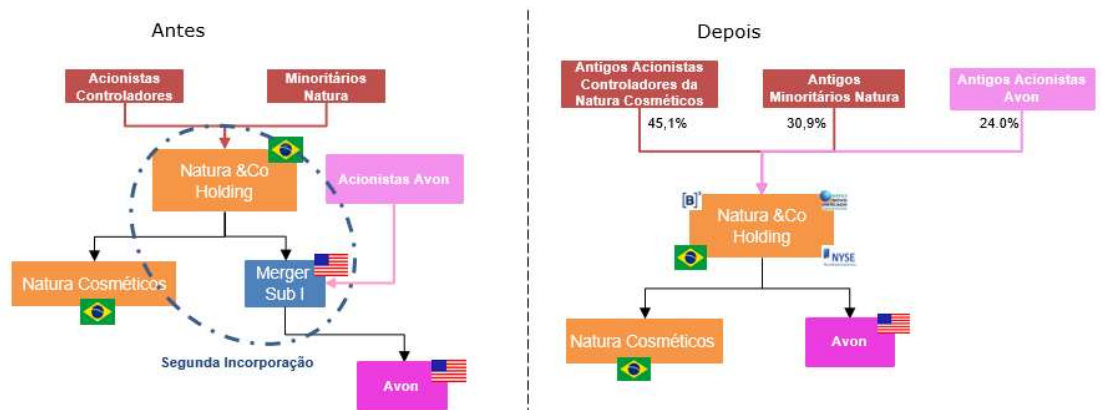 Antes
Acionistas
Controladores
Minoritários
Natura
Natura &Co
Holding
Acionistas Avon
Natura Cosméticos
Merger
Sub I
Segunda Incorporação
Avon
Depois
Antigos Acionistas
Controladores da
Natura Cosméticos
Antigos
Minoritários Natura
Antigos Acionistas
Avon
45,1%
30,9%
24.0%
[B]³
Natura &Co
Holding
NYSE
Natura Cosméticos
Avon